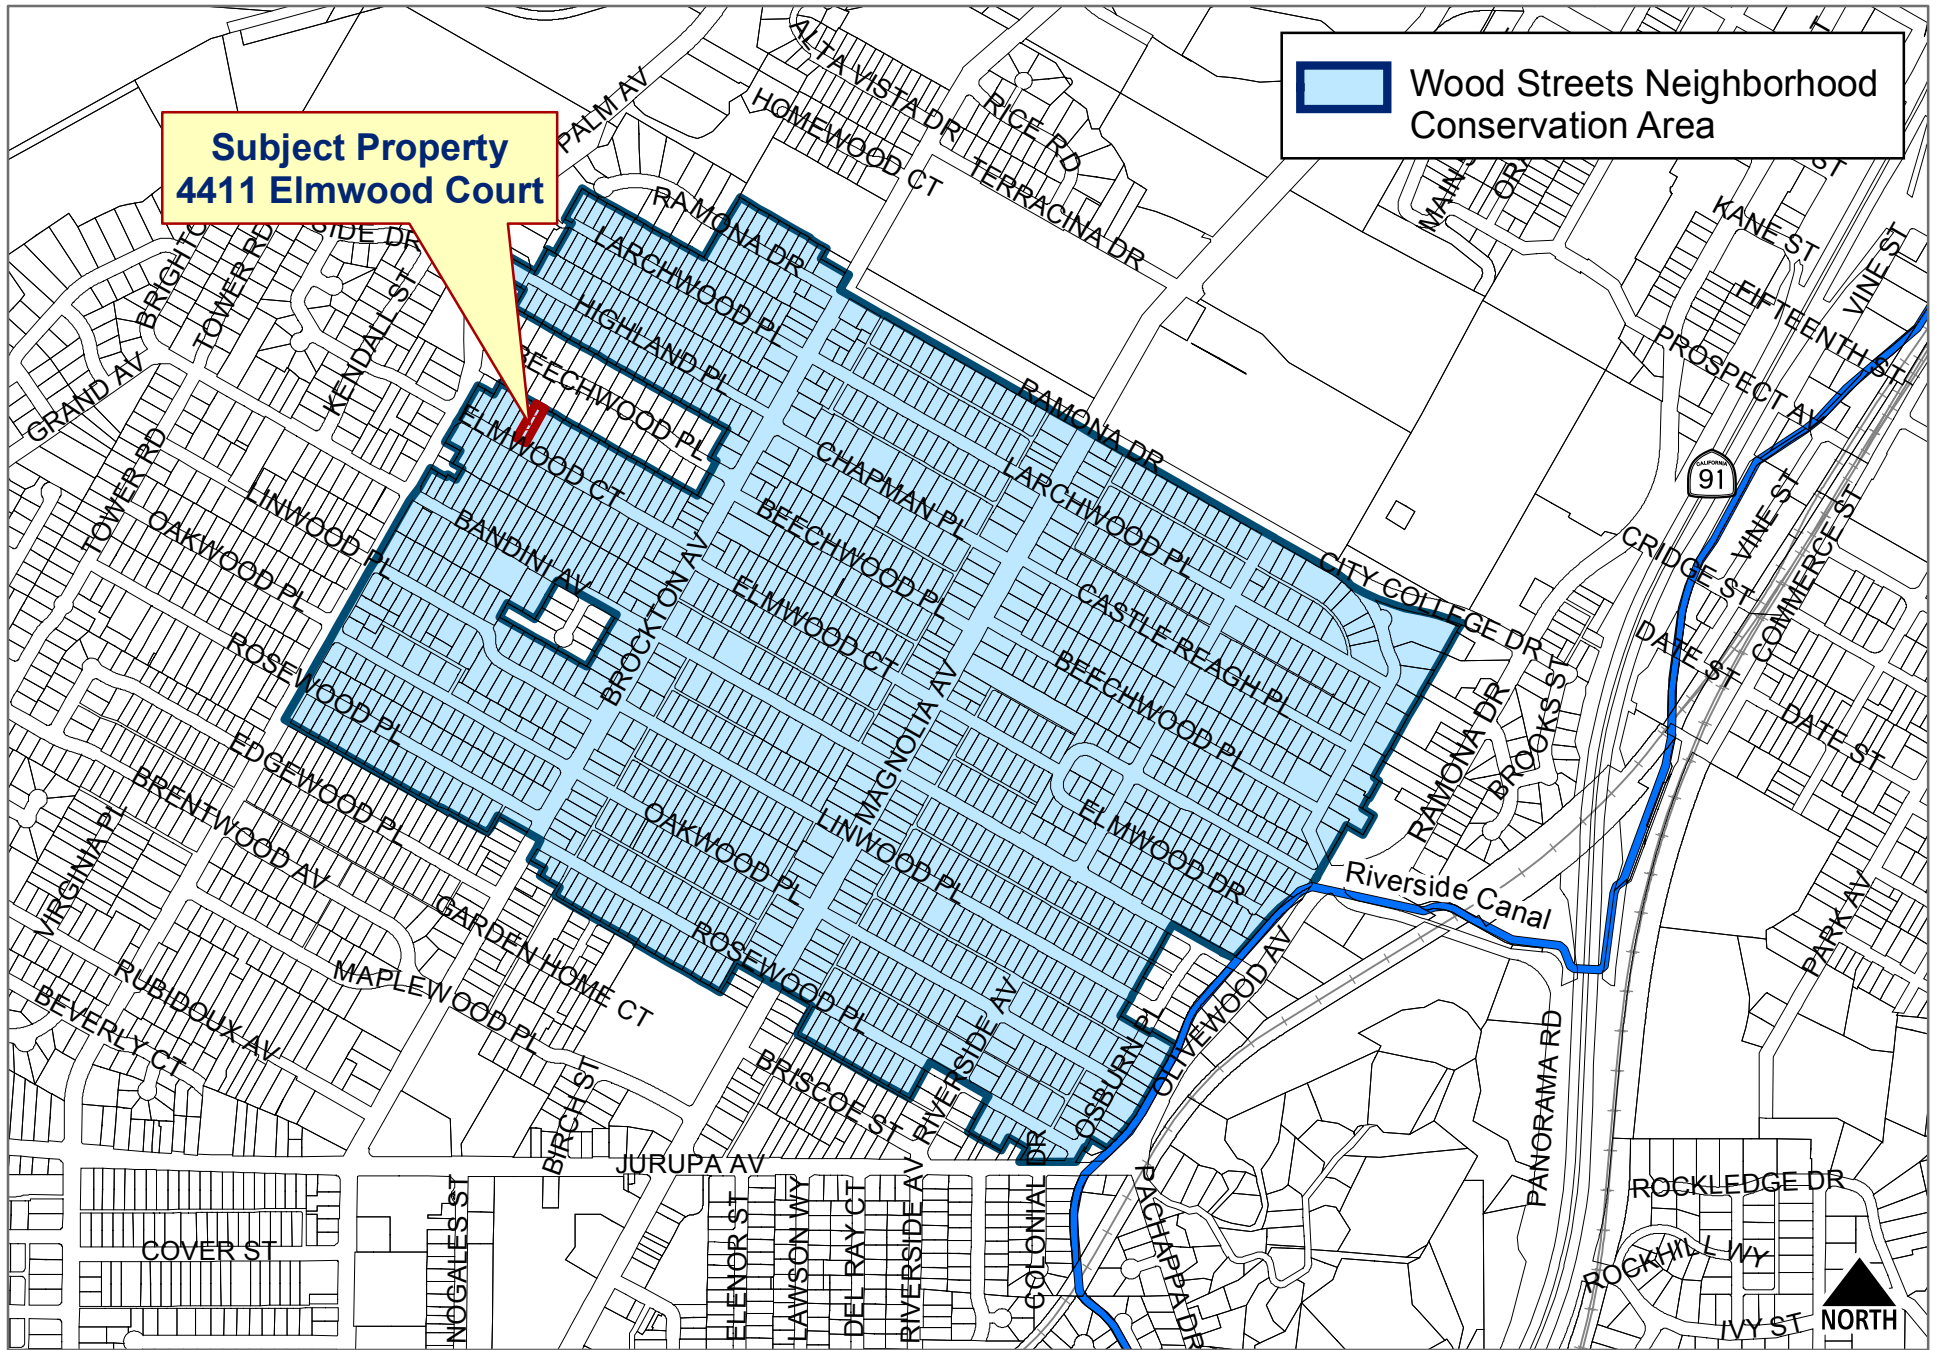 Wood Streets Neighborhood
Conservation Area
Subject Property
4411 Elmwood Court
PALM AV
ALTA VISTA DR
HOMEWOOD CT
RICE RD
TERRACINA DR
KANE ST
VINE ST
FIFTEENTH ST
PROSPECT AV
RAMONA DR
LARCHWOOD PL
HIGHLAND PL
BEECHWOOD PL
TOWER RD
KENDALL ST
GRAND AV
ELMWOOD CT
RAMONA DR
CHAPMAN PL
LARCHWOOD PL
CALIFORNIA
91
TOWER RD
LINWOOD PL
OAKWOOD PL
BANDINI AV
BROCKTON AV
BEECHWOOD PL
ELMWOOD CT
CASTLE REAGH PL
CITY COLLEGE DR
CRIDGE ST
VINE ST
COMMERCE ST
DATE ST
DATE ST
ROSEWOOD PL
EDGEWOOD PL
BRENTWOOD AV
MAGNOLIA AV
BEECHWOOD PL
RAMONA DR
BROOKS ST
OAKWOOD PL
LINWOOD PL
ELMWOOD DR
Riverside Canal
VIRGINIA PL
GARDEN HOME CT
MAPLEWOOD PL
ROSEWOOD PL
RIVERSIDE AV
OLIVEWOOD AV
PARK AV
RUBIDOUX AV
BEVERLY CT
BIRCH ST
BRISCOE ST
OSBURN PL
PANORAMA RD
JURUPA AV
COVER ST
NOGALES ST
ELENOR ST
LAWSON WY
DEL RAY CT
RIVERSIDE AV
COLONIAL DR
PACHAPPA DR
ROCKLEDGE DR
ROCKHILL WY
IVY ST
NORTH